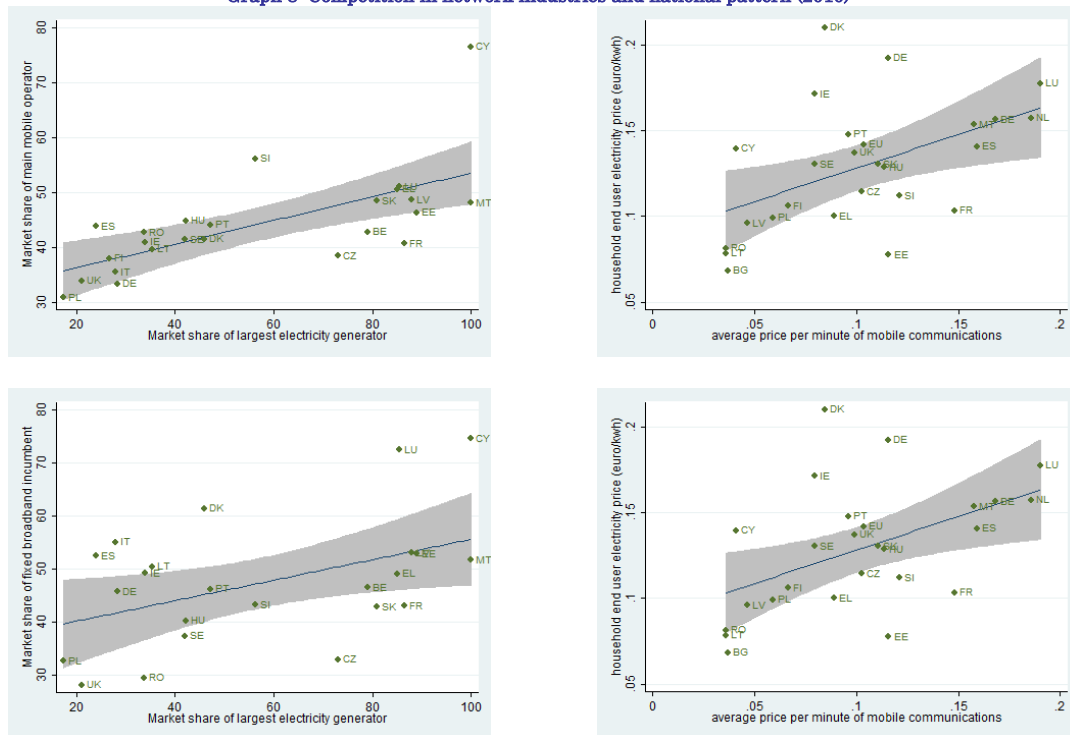 Competition in network industries and national pattern (2010)
Market share of main mobile operator
80
70
60
50
40
30
CY
SI
LU
EL
SK
LV
MT
EE
ES
HU
PT
RO
BE
IE
SE
DK
FR
LT
FI
CZ
IT
UK
DE
PL
20
40
60
80
100
Market share of largest electricity generator
household end user electricity price (euro/kwh)
.2
.15
.1
.05
DK
DE
LU
IE
NL
BE
MT
PT
EU
ES
CY
UK
SE
SK
HU
CZ
SI
FI
FR
EL
PL
LV
RO
LT
EE
BG
0
.05
.1
.15
.2
average price per minute of mobile communications
Market share of fixed broadband incumbent
80
70
60
50
40
30
CY
LU
DK
IT
ES
EE
MT
LT
IE
EL
BE
PT
DE
SI
FR
SK
HU
SE
CZ
PL
RO
UK
20
40
60
80
100
Market share of largest electricity generator
household end user electricity price (euro/kwh)
.2
.15
.1
.05
DK
DE
LU
IE
NL
BE
MT
PT
EU
ES
CY
UK
SE
SK
HU
CZ
SI
FI
FR
EL
PL
LV
RO
LT
EE
BG
0
.05
.1
.15
.2
average price per minute of mobile communications